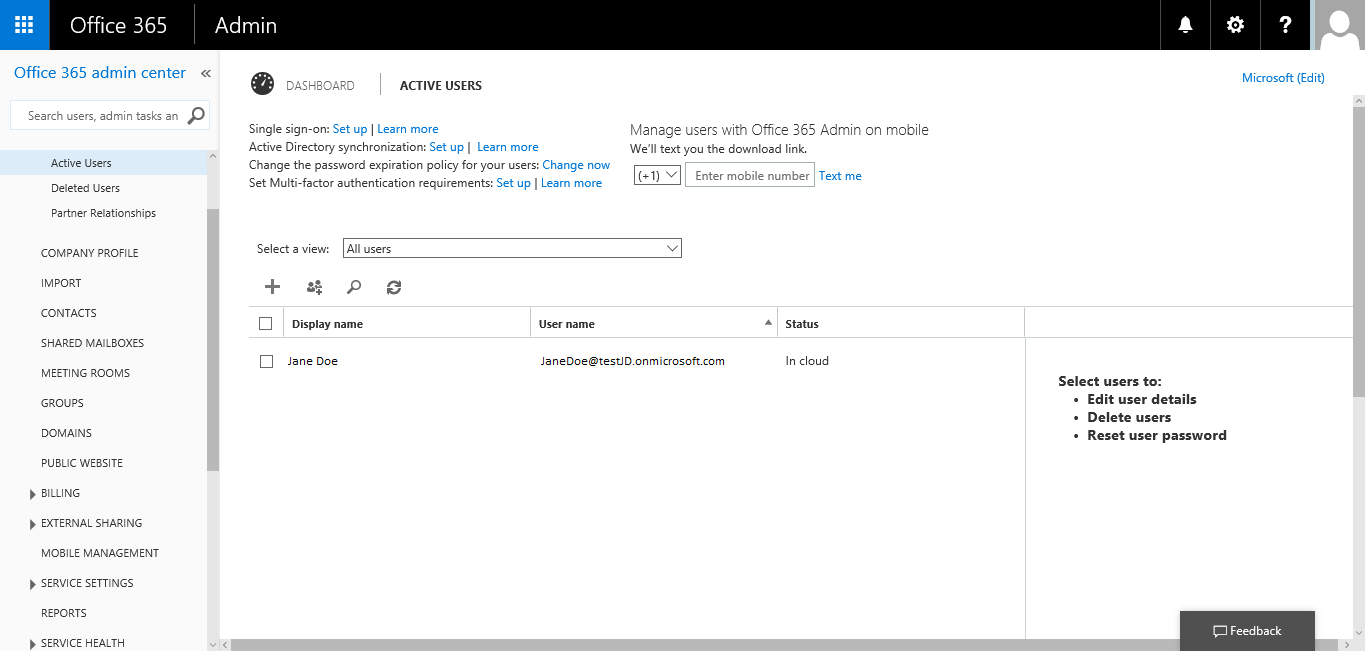 Office 365
Admin
?
Office 365 admin center «
Search users, admin tasks an
Active Users
Deleted Users
Partner Relationships
COMPANY PROFILE
IMPORT
CONTACTS
SHARED MAILBOXES
MEETING ROOMS
GROUPS
DOMAINS
PUBLIC WEBSITE
BILLING
EXTERNAL SHARING
MOBILE MANAGEMENT
SERVICE SETTINGS
REPORTS
SERVICE HEALTH
DASHBOARD
ACTIVE USERS
Microsoft (Edit)
Single sign-on: Set up | Learn more
Active Directory synchronization: Set up | Learn more
Change the password expiration policy for your users: Change now
Set Multi-factor authentication requirements: Set up | Learn more
Manage users with Office 365 Admin on mobile
We'll text you the download link.
(+1) Enter mobile number Text me
Select a view: All users
Display name User name Status
Jane Doe JaneDoe@testJD.onmicrosoft.com In cloud
Select users to:
• Edit user details
• Delete users
• Reset user password
Feedback